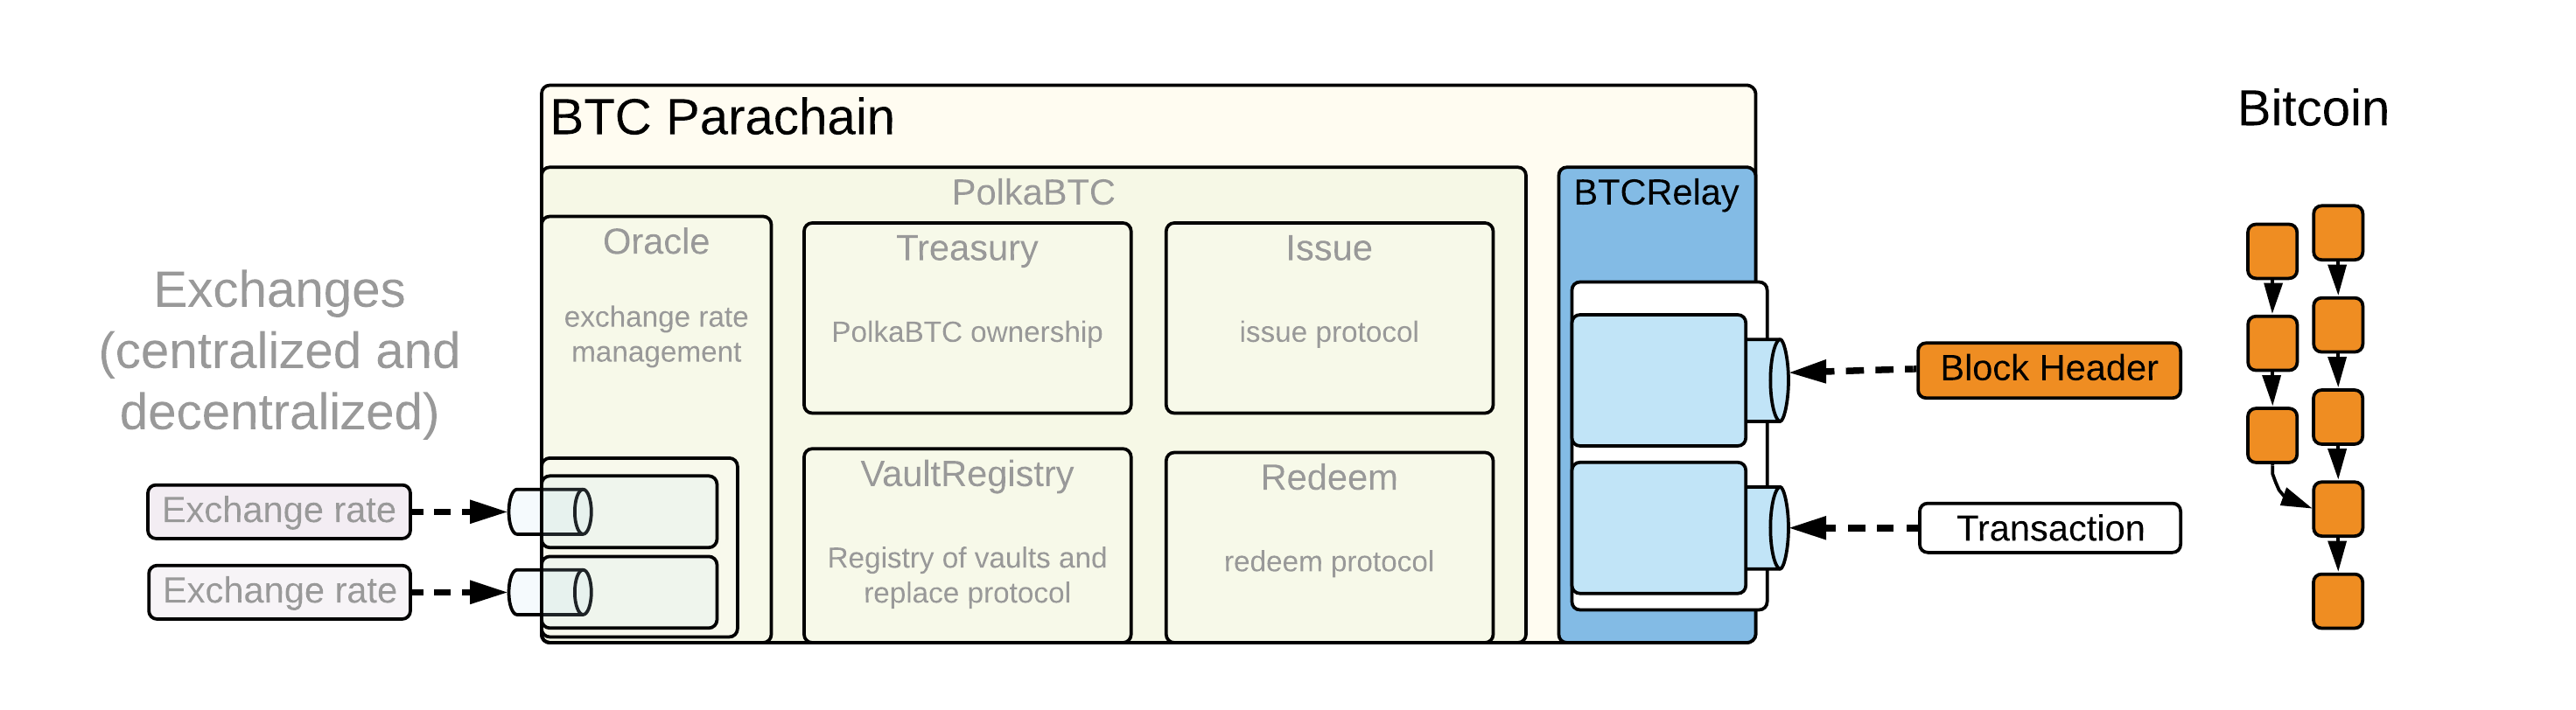 BTC Parachain
Bitcoin
PolkaBTC
BTCRelay
Oracle
exchange rate
management
Treasury
PolkaBTC ownership
Issue
issue protocol
Exchanges
(centralized and
decentralized)
Block Header
VaultRegistry
Registry of vaults and
replace protocol
Redeem
redeem protocol
Exchange rate
Exchange rate
Transaction